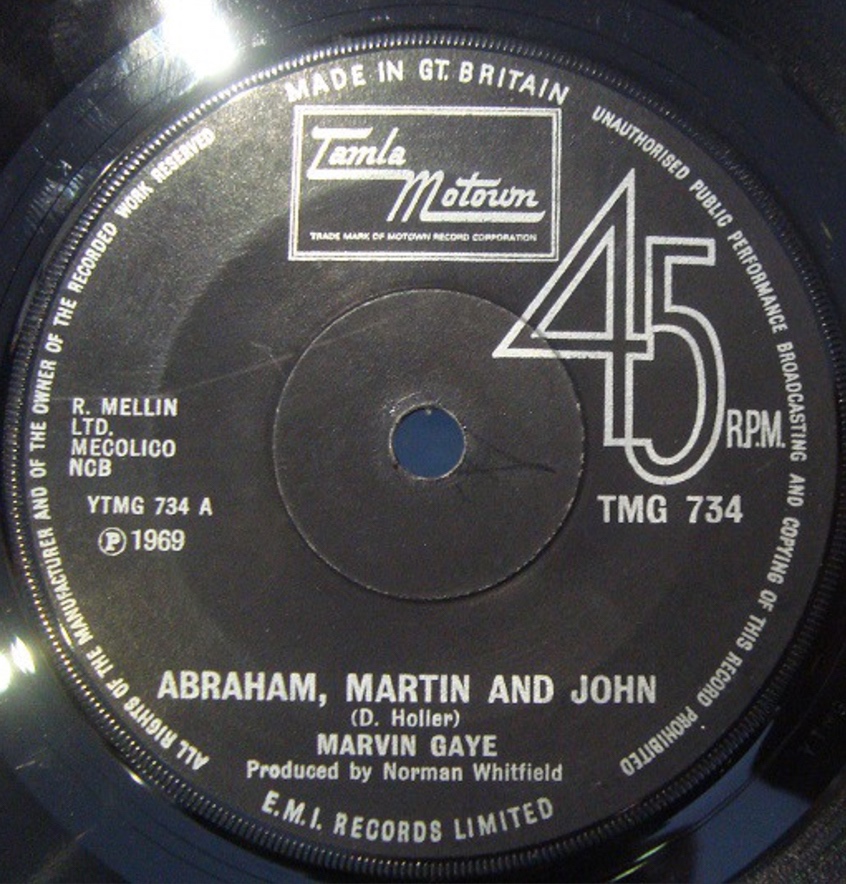 MADE IN GT. BRITAIN
Tamla
Motown
TRADE MARK OF MOTOWN RECORD CORPORATION
45
R.P.M.
TMG 734
R. MELLIN
LTD.
MECOLICO
NCB
YTMG 734 A
Ⓟ 1969
ABRAHAM, MARTIN AND JOHN
(D. Holler)
MARVIN GAYE
Produced by Norman Whitfield
E.M.I. RECORDS LIMITED
ALL RIGHTS OF THE MANUFACTURER AND OF THE OWNER OF THE RECORDED WORK RESERVED
UNAUTHORISED PUBLIC PERFORMANCE BROADCASTING AND COPYING OF THIS RECORD PROHIBITED